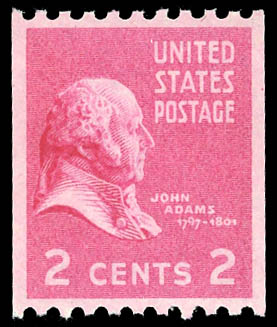 UNITED
STATES
POSTAGE
JOHN
ADAMS
1797-1801
2 CENTS 2